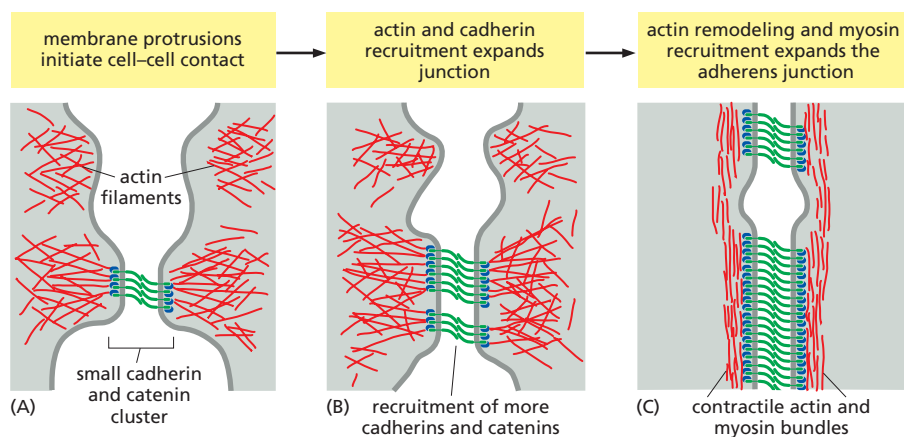 membrane protrusions
initiate cell–cell contact
actin and cadherin
recruitment expands
junction
actin remodeling and myosin
recruitment expands the
adherens junction
actin
filaments
small cadherin
and catenin
cluster
(A)
(B)
recruitment of more
cadherins and catenins
(C)
contractile actin and
myosin bundles